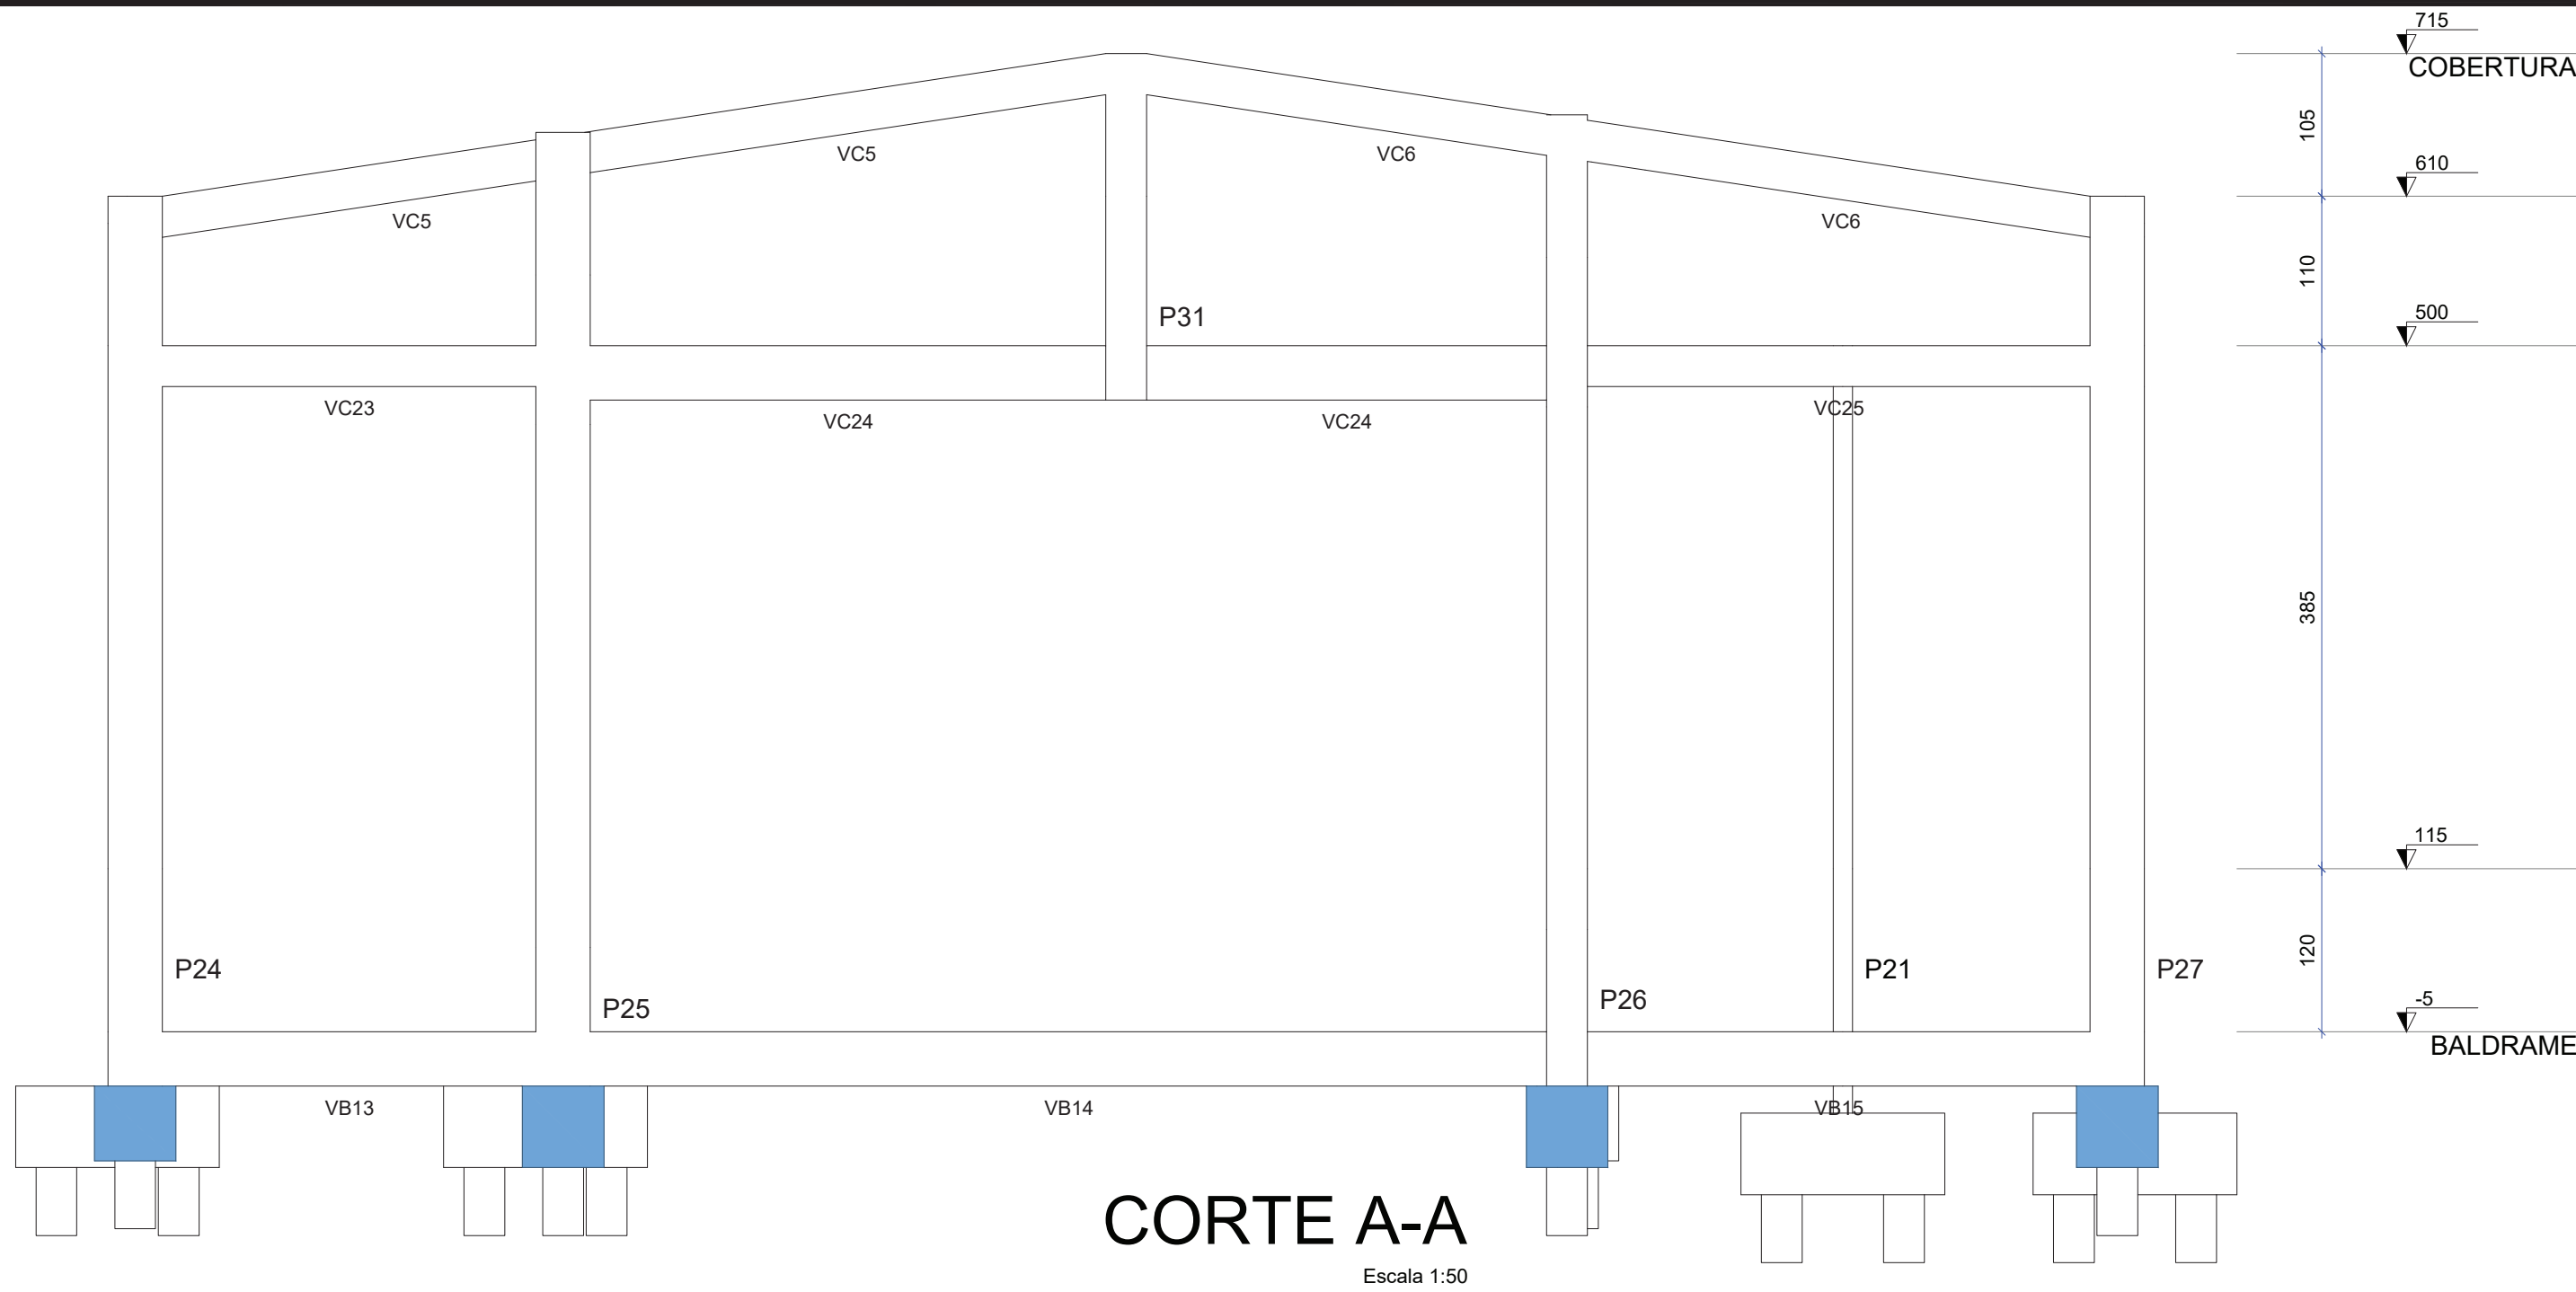 715
COBERTURA
105
VC5
VC6
610
VC5
VC6
110
P31
500
VC23
VC24
VC24
VC25
385
115
P24
P25
P26
P21
P27
120
-5
BALDRAME
VB13
VB14
VB15
CORTE A-A
Escala 1:50